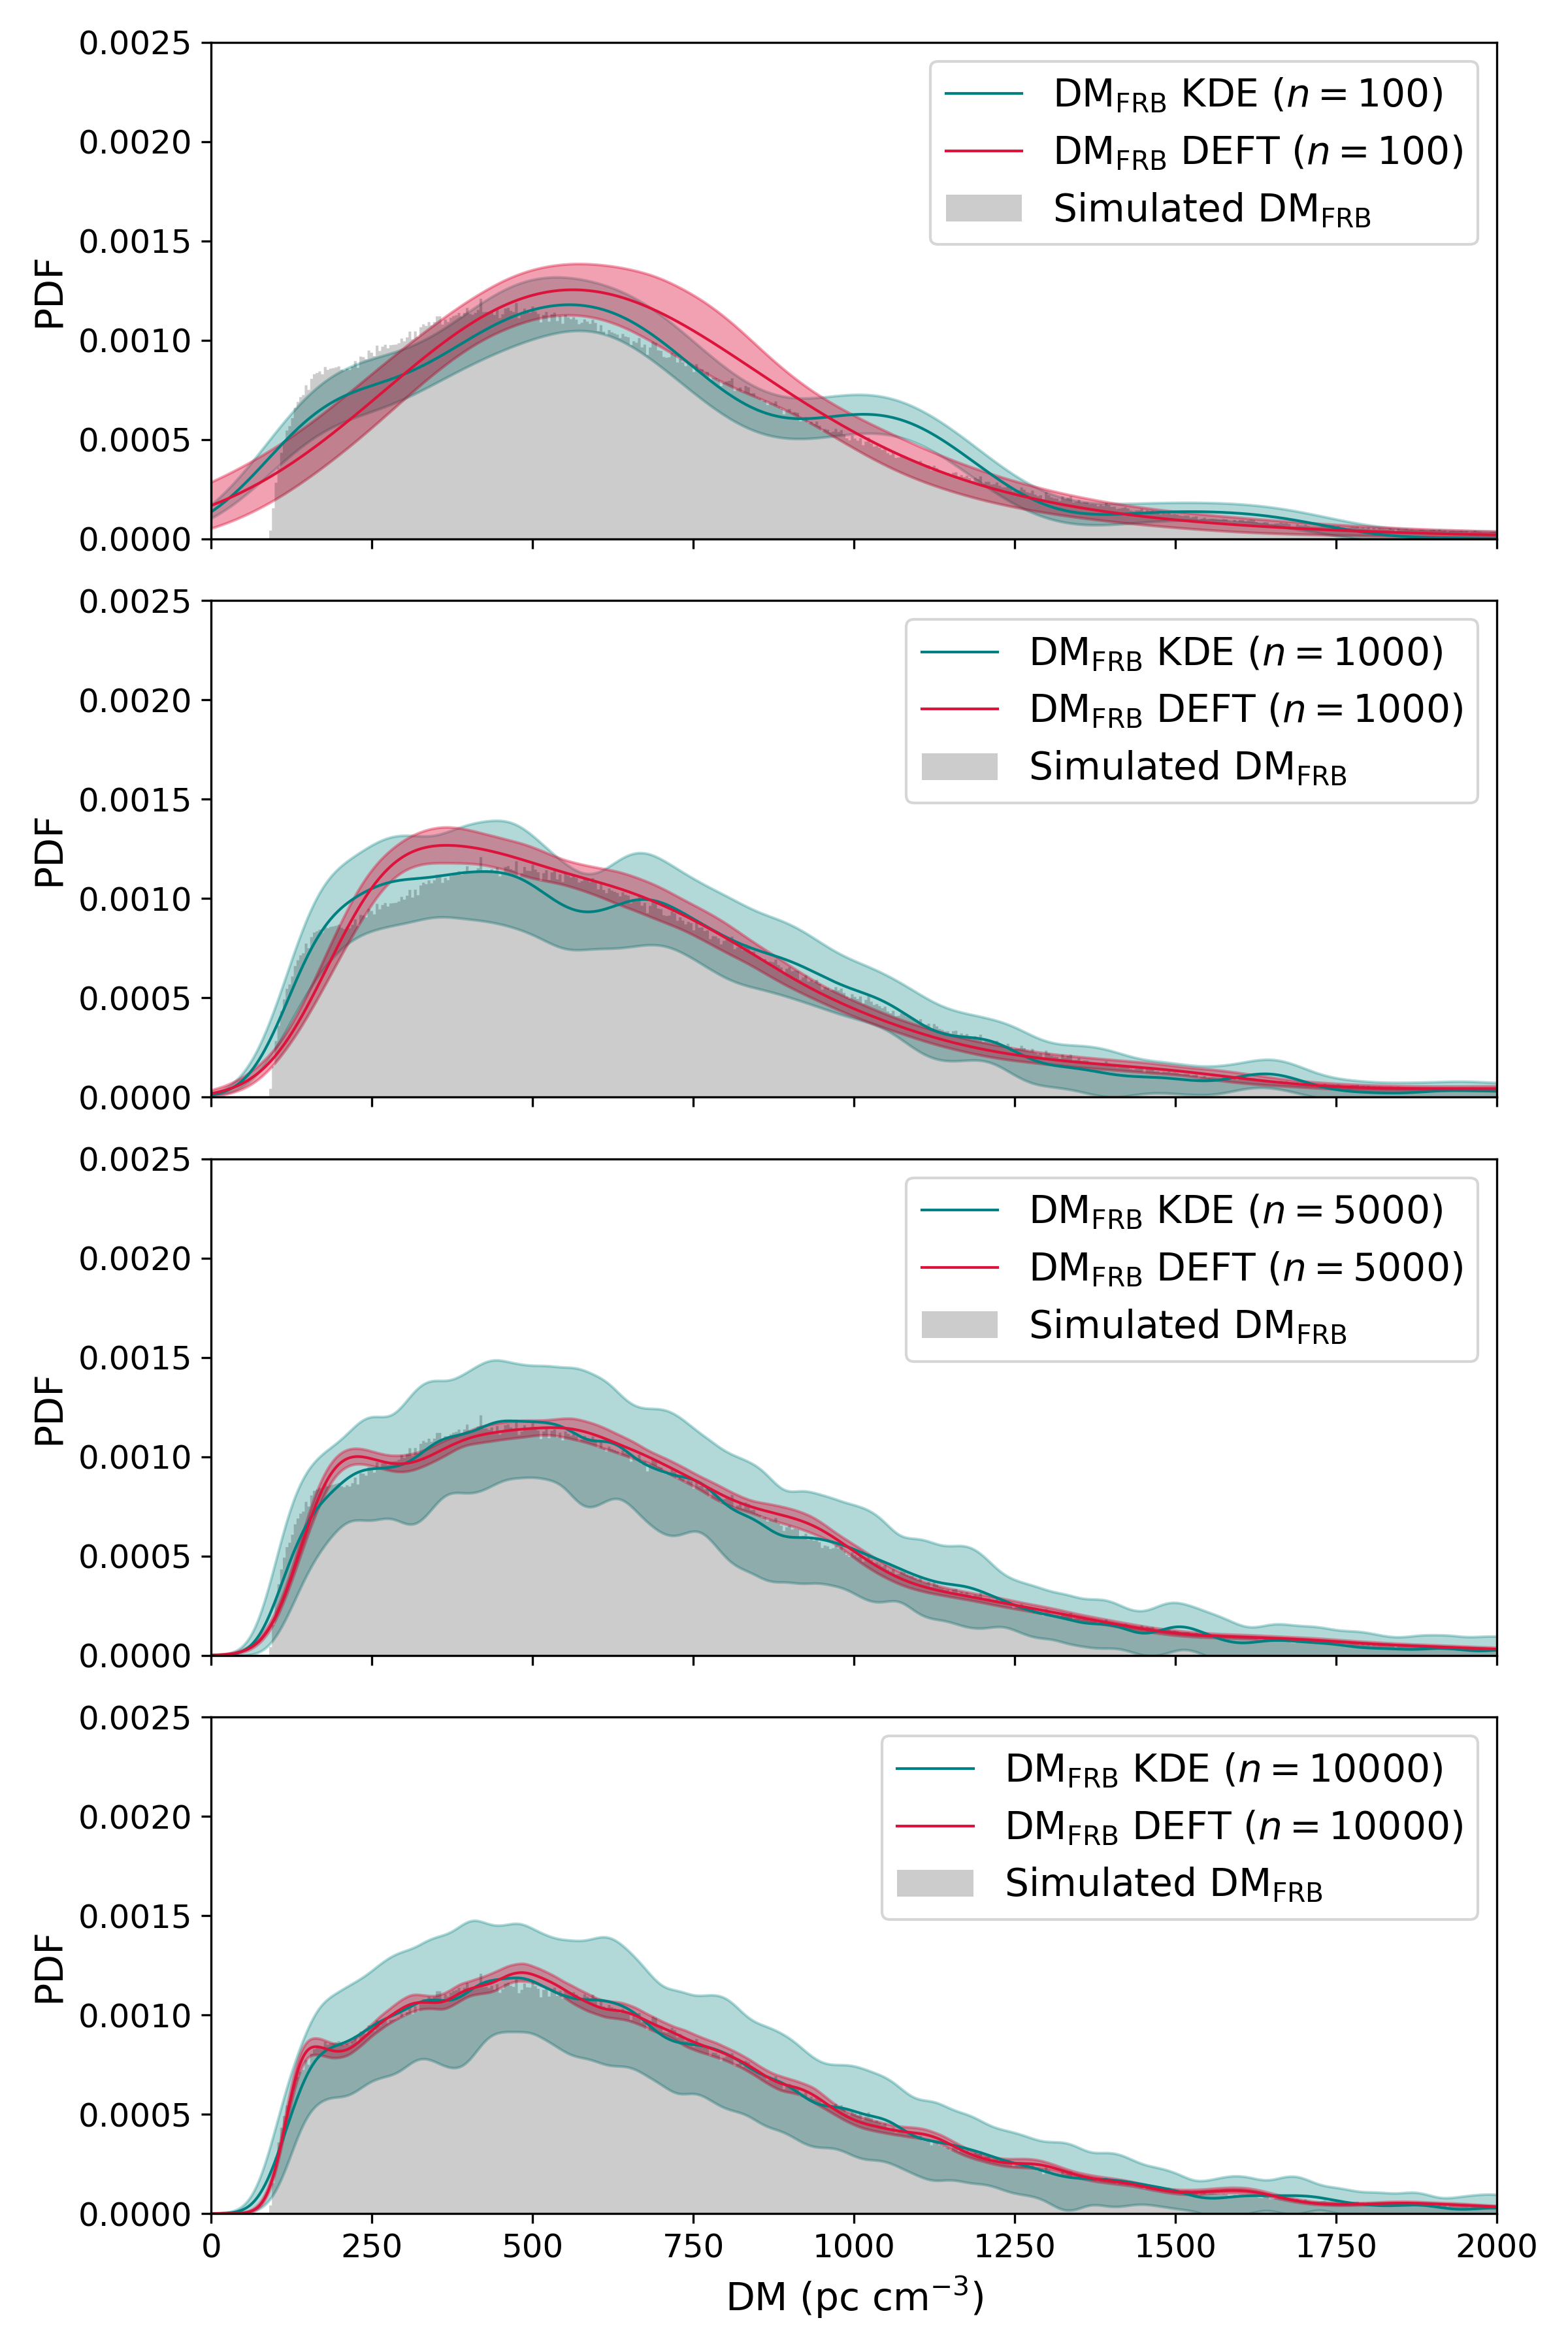 0.0025
0.0020
0.0015
0.0010
0.0005
0.0000
PDF
DM_FRB KDE (n = 100)
DM_FRB DEFT (n = 100)
Simulated DM_FRB
0.0025
0.0020
0.0015
0.0010
0.0005
0.0000
PDF
DM_FRB KDE (n = 1000)
DM_FRB DEFT (n = 1000)
Simulated DM_FRB
0.0025
0.0020
0.0015
0.0010
0.0005
0.0000
PDF
DM_FRB KDE (n = 5000)
DM_FRB DEFT (n = 5000)
Simulated DM_FRB
0.0025
0.0020
0.0015
0.0010
0.0005
0.0000
PDF
DM_FRB KDE (n = 10000)
DM_FRB DEFT (n = 10000)
Simulated DM_FRB
0 250 500 750 1000 1250 1500 1750 2000
DM (pc cm⁻³)